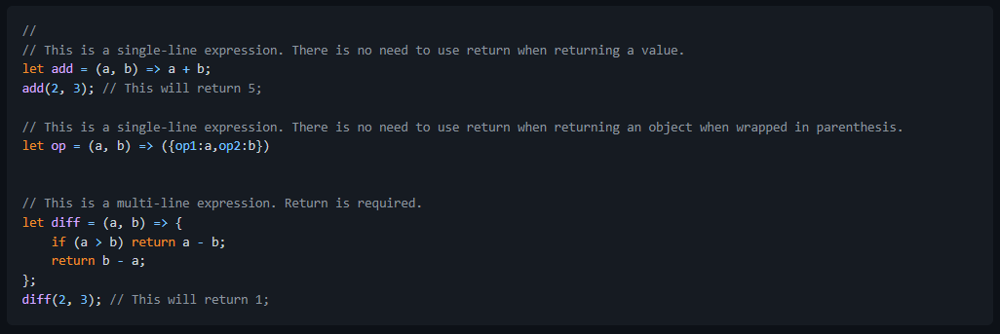 //
// This is a single-line expression. There is no need to use return when returning a value.
let add = (a, b) => a + b;
add(2, 3); // This will return 5;
// This is a single-line expression. There is no need to use return when returning an object when wrapped in parenthesis.
let op = (a, b) => ({op1:a,op2:b})
// This is a multi-line expression. Return is required.
let diff = (a, b) => {
    if (a > b) return a - b;
    return b - a;
};
diff(2, 3); // This will return 1;